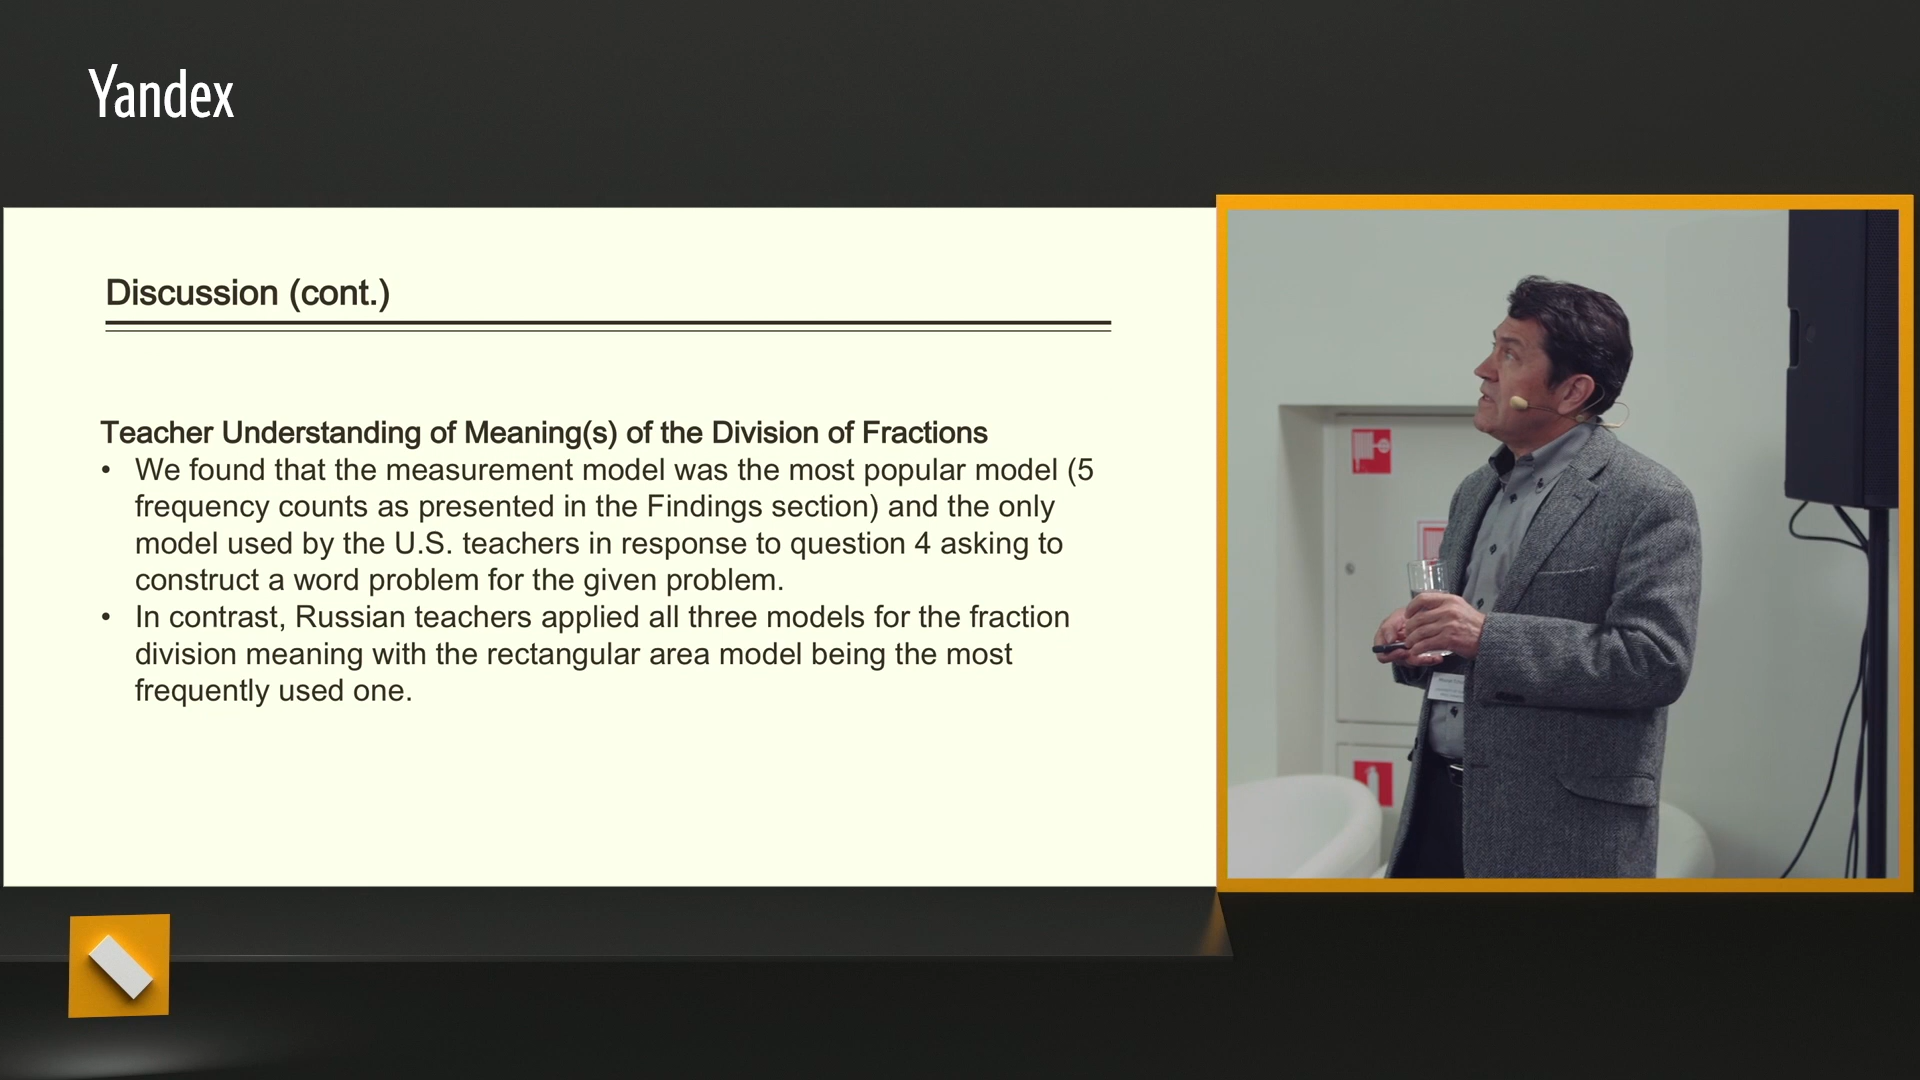 Yandex
Discussion (cont.)
Teacher Understanding of Meaning(s) of the Division of Fractions
• We found that the measurement model was the most popular model (5
frequency counts as presented in the Findings section) and the only
model used by the U.S. teachers in response to question 4 asking to
construct a word problem for the given problem.
• In contrast, Russian teachers applied all three models for the fraction
division meaning with the rectangular area model being the most
frequently used one.